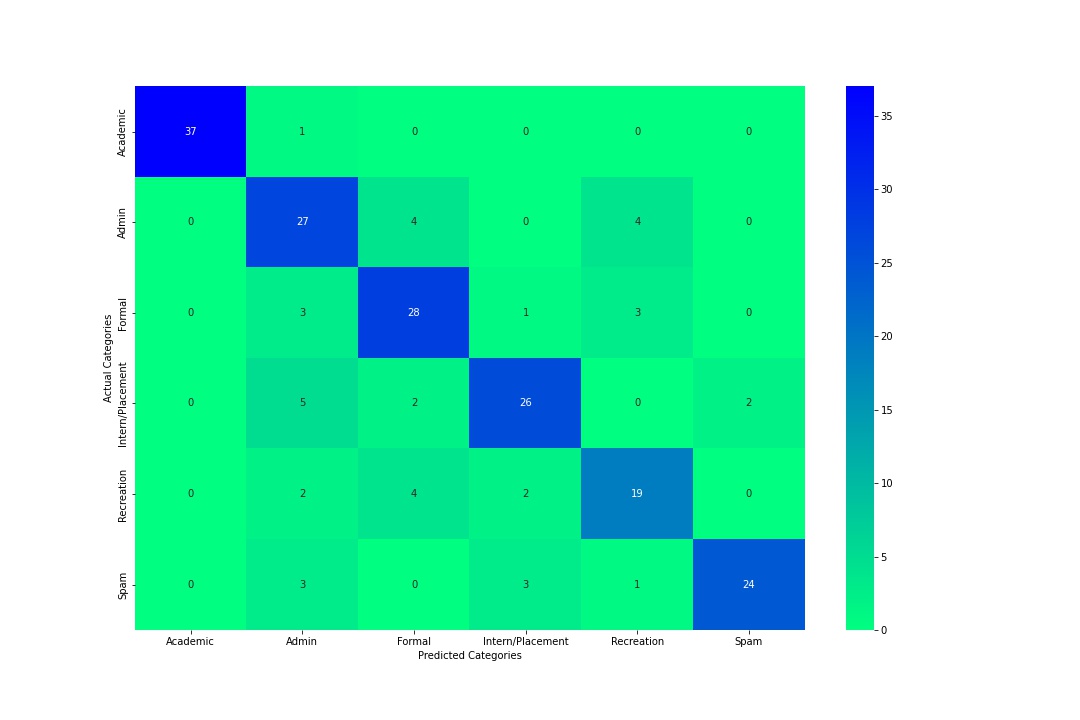 Academic 37 1 0 0 0 0
Admin 0 27 4 0 4 0
Formal 0 3 28 1 3 0
Intern/Placement 0 5 2 26 0 2
Recreation 0 2 4 2 19 0
Spam 0 3 0 3 1 24
Actual Categories
Academic Admin Formal Intern/Placement Recreation Spam
Predicted Categories
35
30
25
20
15
10
5
0